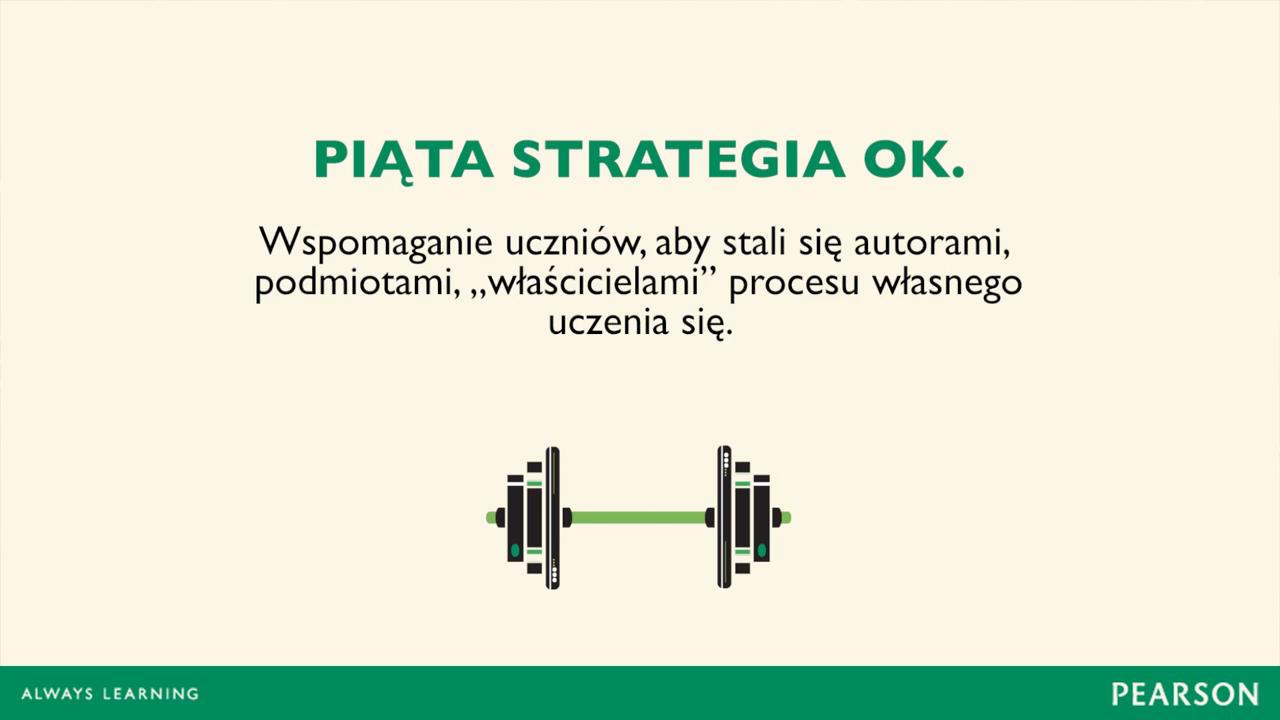 PIĄTA STRATEGIA OK.
Wspomaganie uczniów, aby stali się autorami,
podmiotami, „właścicielami” procesu własnego
uczenia się.
ALWAYS LEARNING
PEARSON